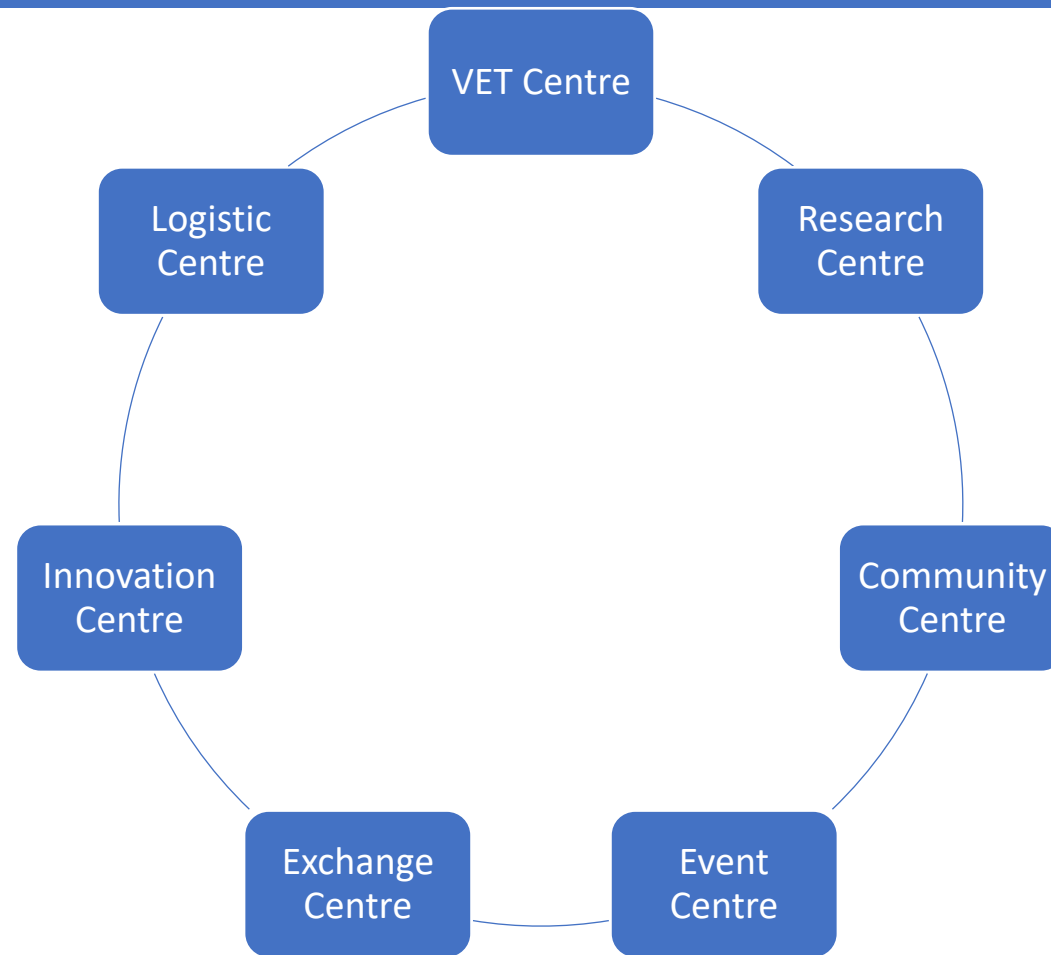 VET Centre
Logistic
Centre
Research
Centre
Innovation
Centre
Community
Centre
Exchange
Centre
Event
Centre